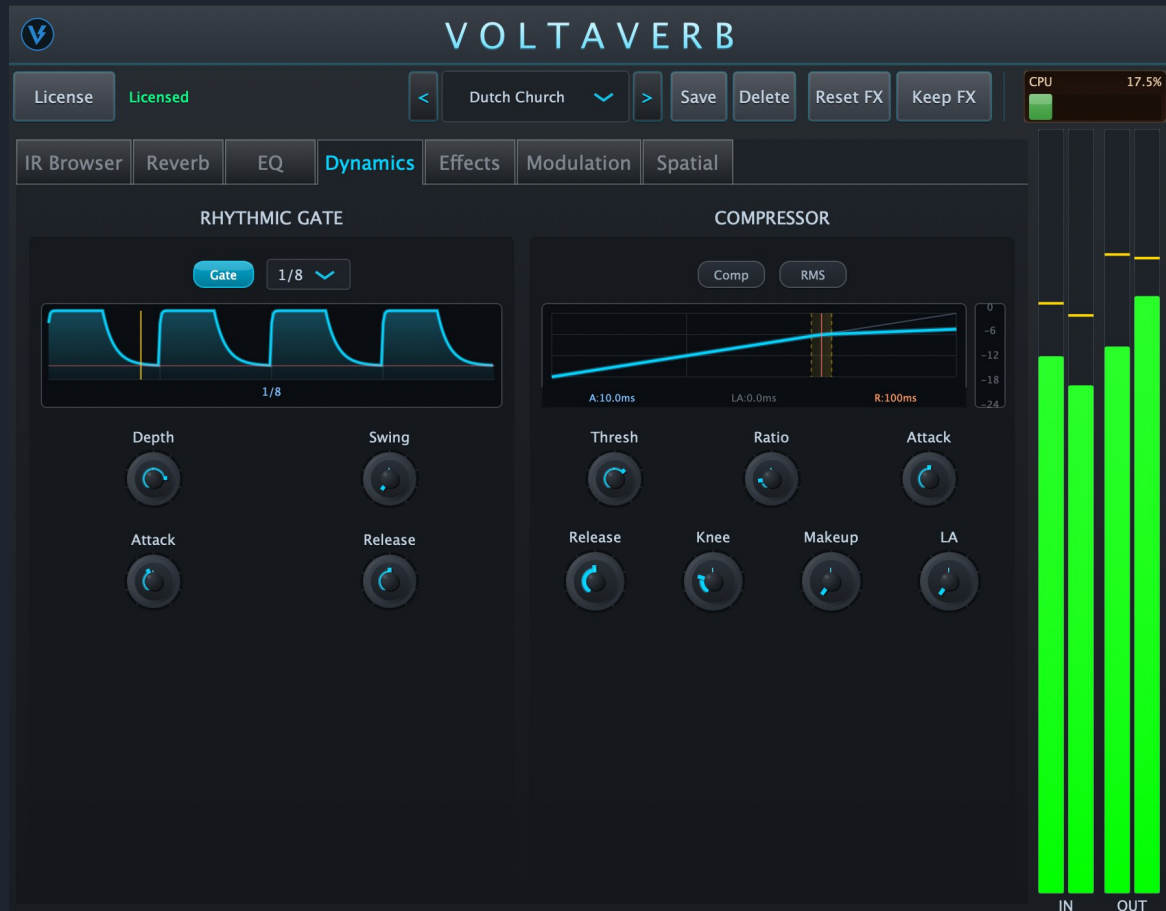 VOLTAVERB
License Licensed < Dutch Church > Save Delete Reset FX Keep FX CPU 17.5%
IR Browser Reverb EQ Dynamics Effects Modulation Spatial
RHYTHMIC GATE
Gate 1/8
1/8
Depth Swing
Attack Release
COMPRESSOR
Comp RMS
0
-6
-12
-18
-24
A:10.0ms LA:0.0ms R:100ms
Thresh Ratio Attack
Release Knee Makeup LA
IN OUT